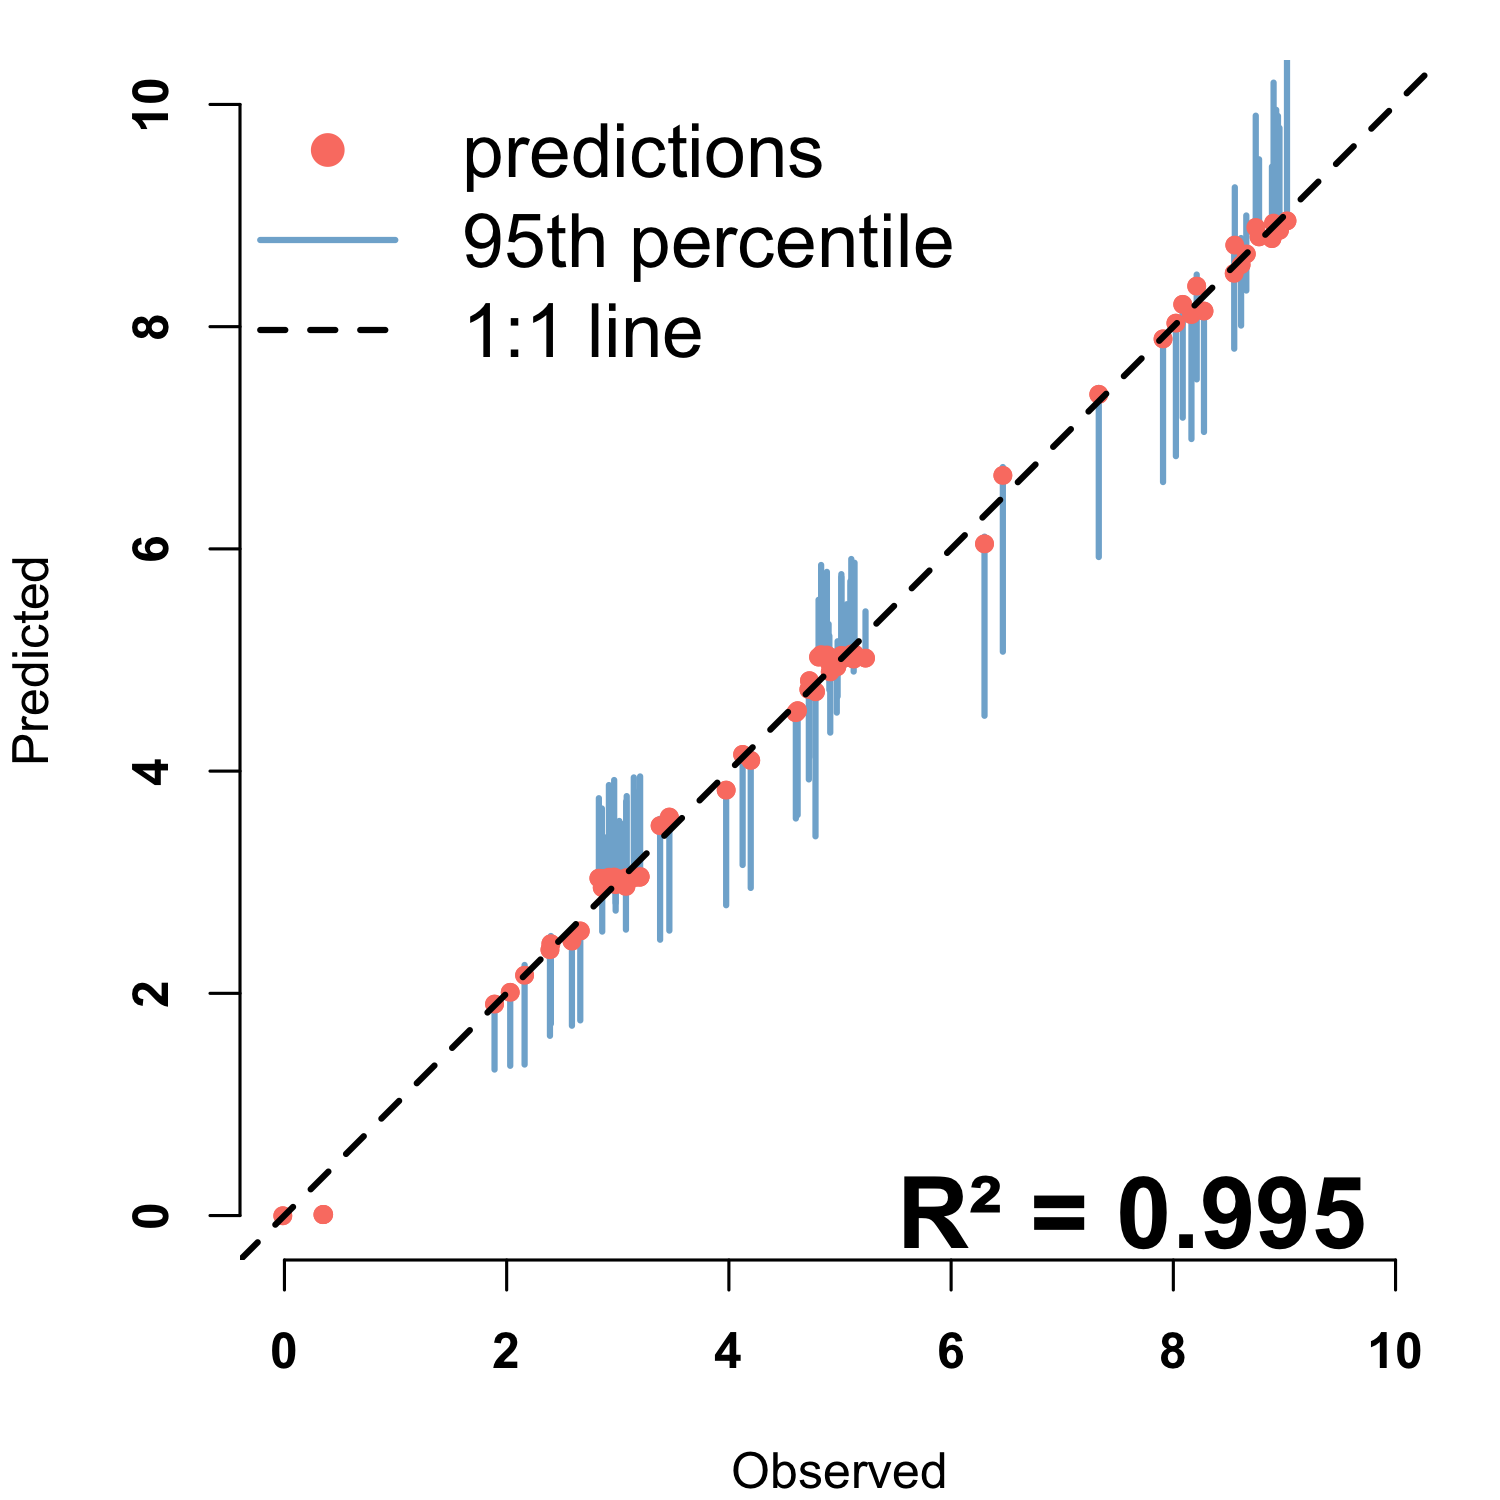 predictions
95th percentile
1:1 line
10
8
6
4
2
0
Predicted
R² = 0.995
0 2 4 6 8 10
Observed